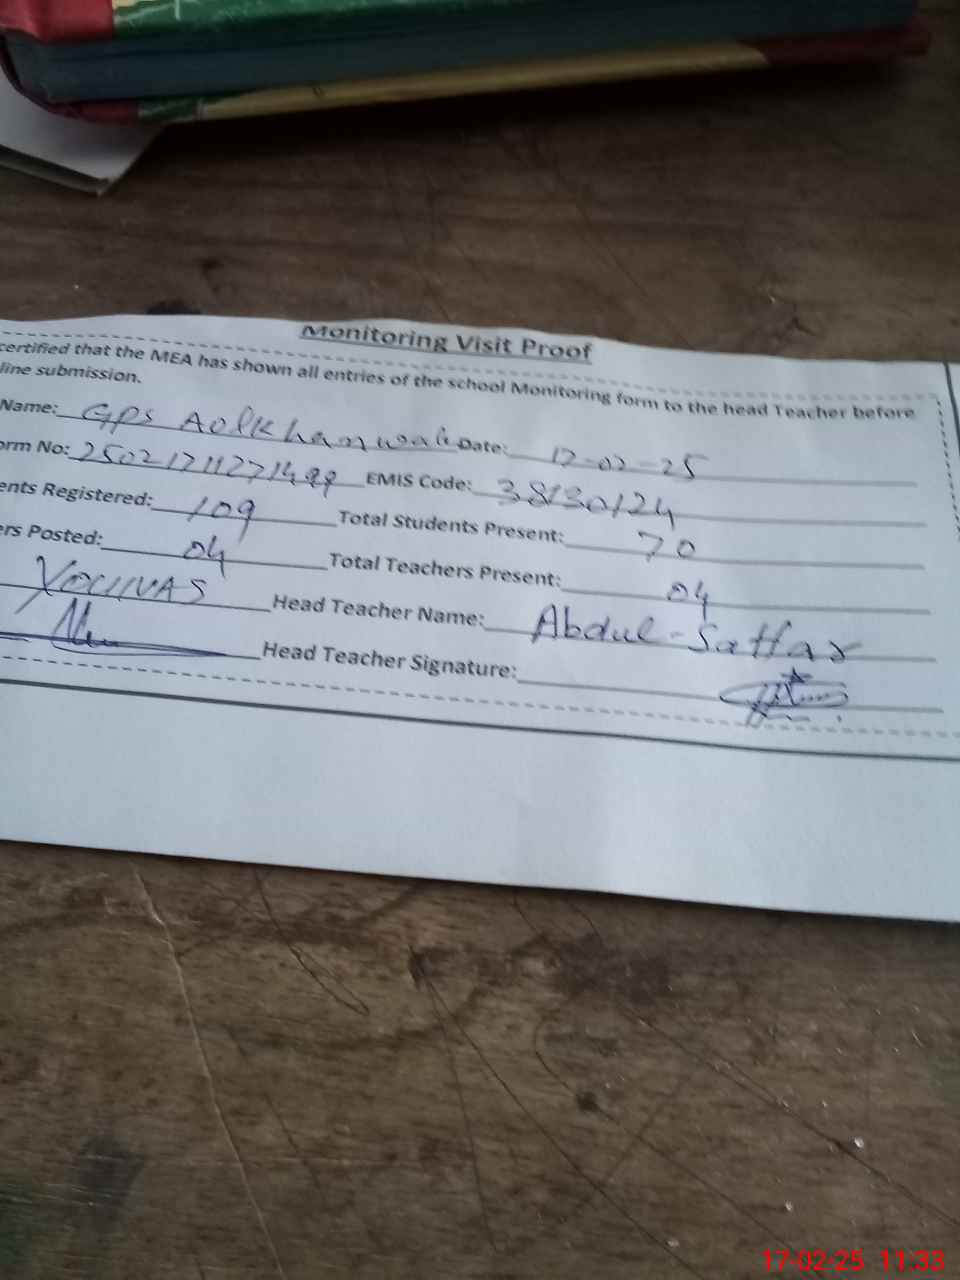 Monitoring Visit Proof
certified that the MEA has shown all entries of the school Monitoring form to the head Teacher before
line submission.
Name: GPS Aolkhanwah Date: 17-02-25
orm No: EMIS Code: 38130124
ents Registered: 109 Total Students Present: 70
ers Posted: 04 Total Teachers Present: 04
Head Teacher Name: Abdul-Sattar
Head Teacher Signature:
17-02-25 11:33